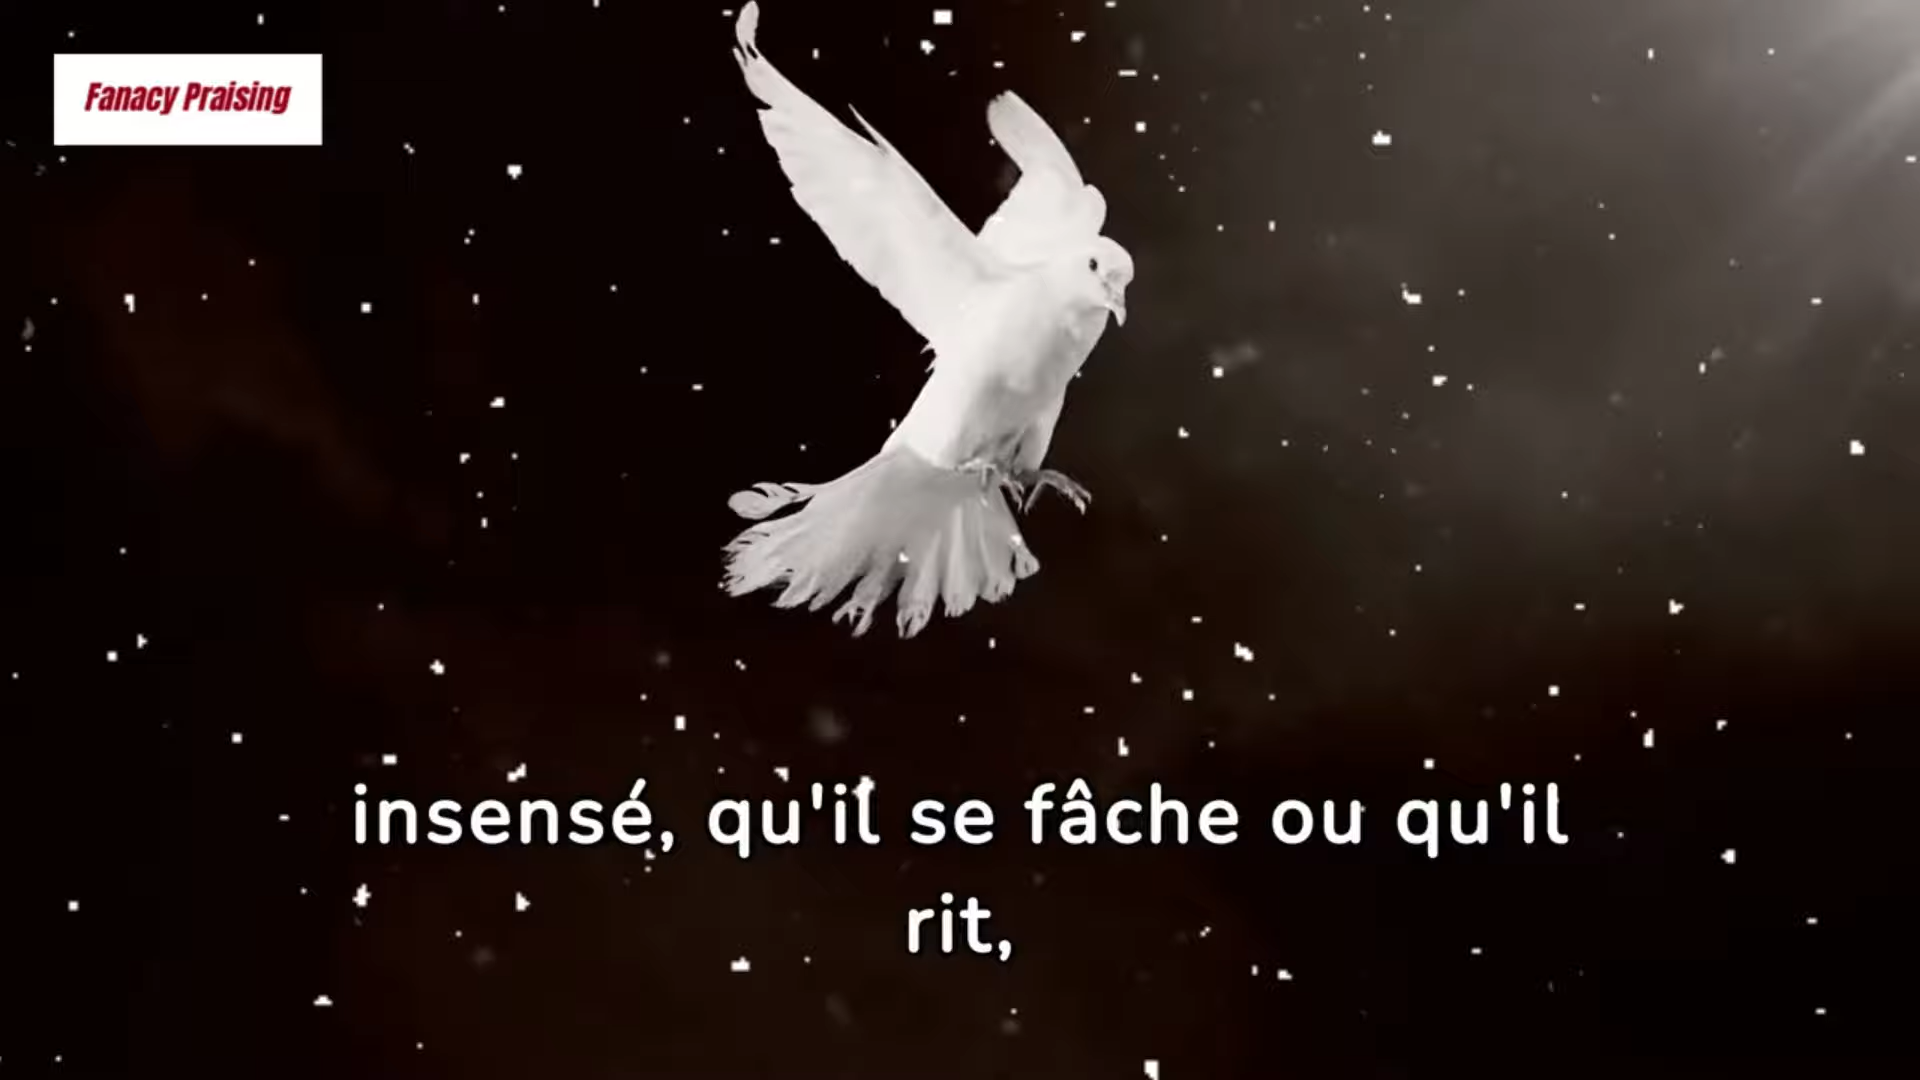 Fanacy Praising
insensé, qu'il se fâche ou qu'il
rit,